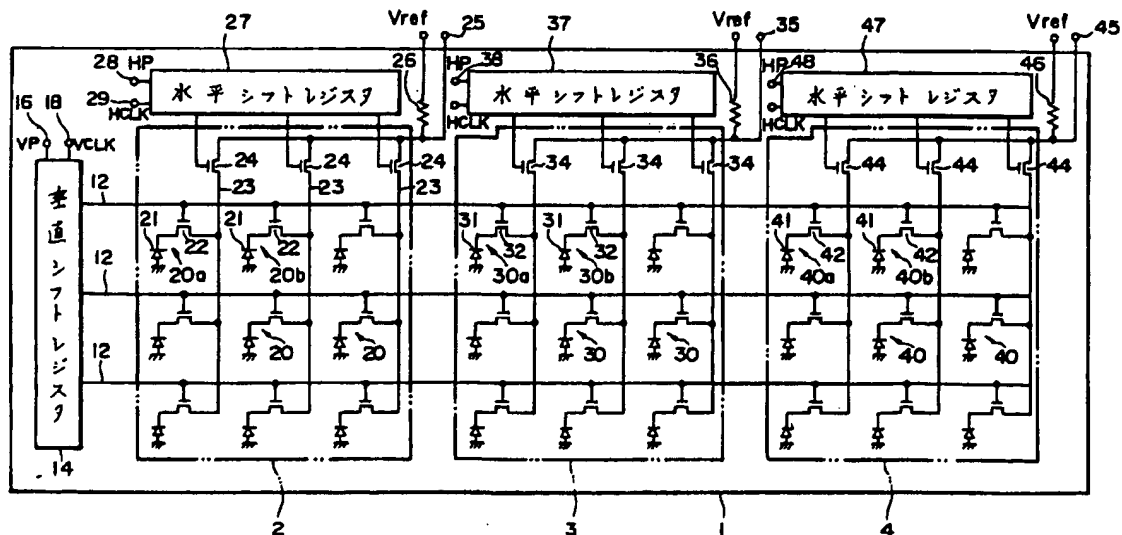 27 Vref 25 37 Vref 35 47 Vref 45
28 HP 26 HP 38 36 HP 48 46
水平シフトレジスタ 水平シフトレジスタ 水平シフトレジスタ
29 HCLK HCLK HCLK
16 18
VP VCLK
24 24 24 34 34 34 44 44 44
12 23 23 23
21 22 21 22 31 32 31 32 41 42 41 42
20a 20b 30a 30b 40a 40b
垂直シフトレジスタ
12
20 20 30 30 40 40
12
14
2 3 1 4